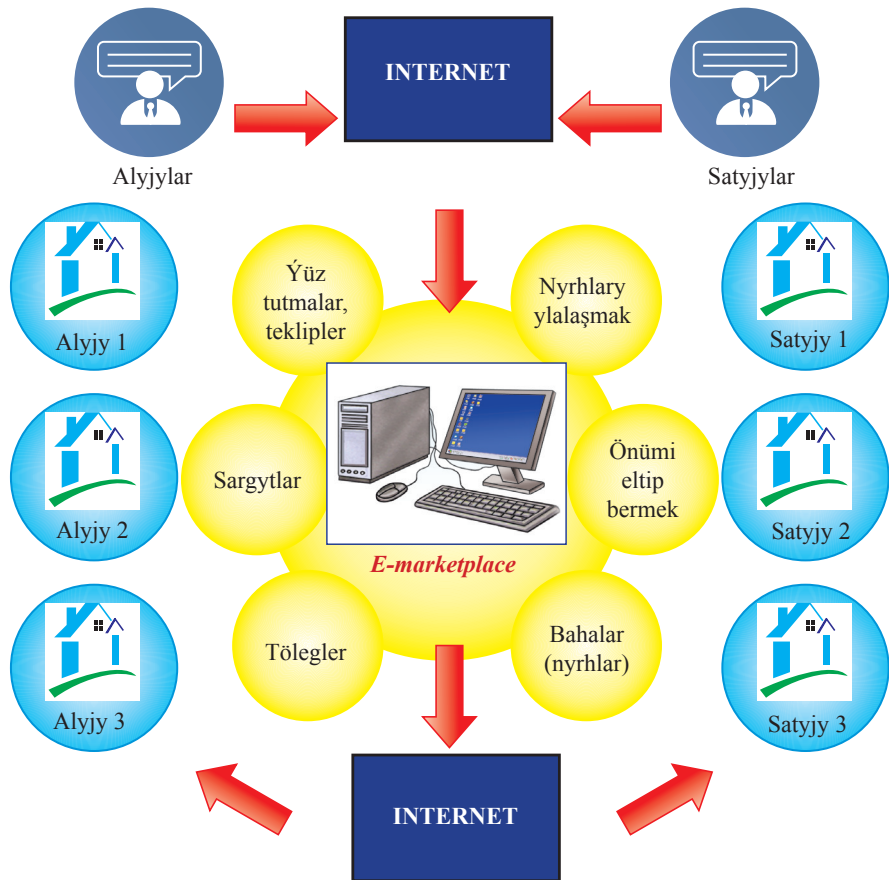 INTERNET
Alyjylar
Satyjylar
Ýüz
tutmalar,
teklipler
Nyrhlary
ylalaşmak
Alyjy 1
Satyjy 1
Sargytlar
Önümi
eltip
bermek
Alyjy 2
Satyjy 2
E-marketplace
Tölegler
Bahalar
(nyrhlar)
Alyjy 3
Satyjy 3
INTERNET